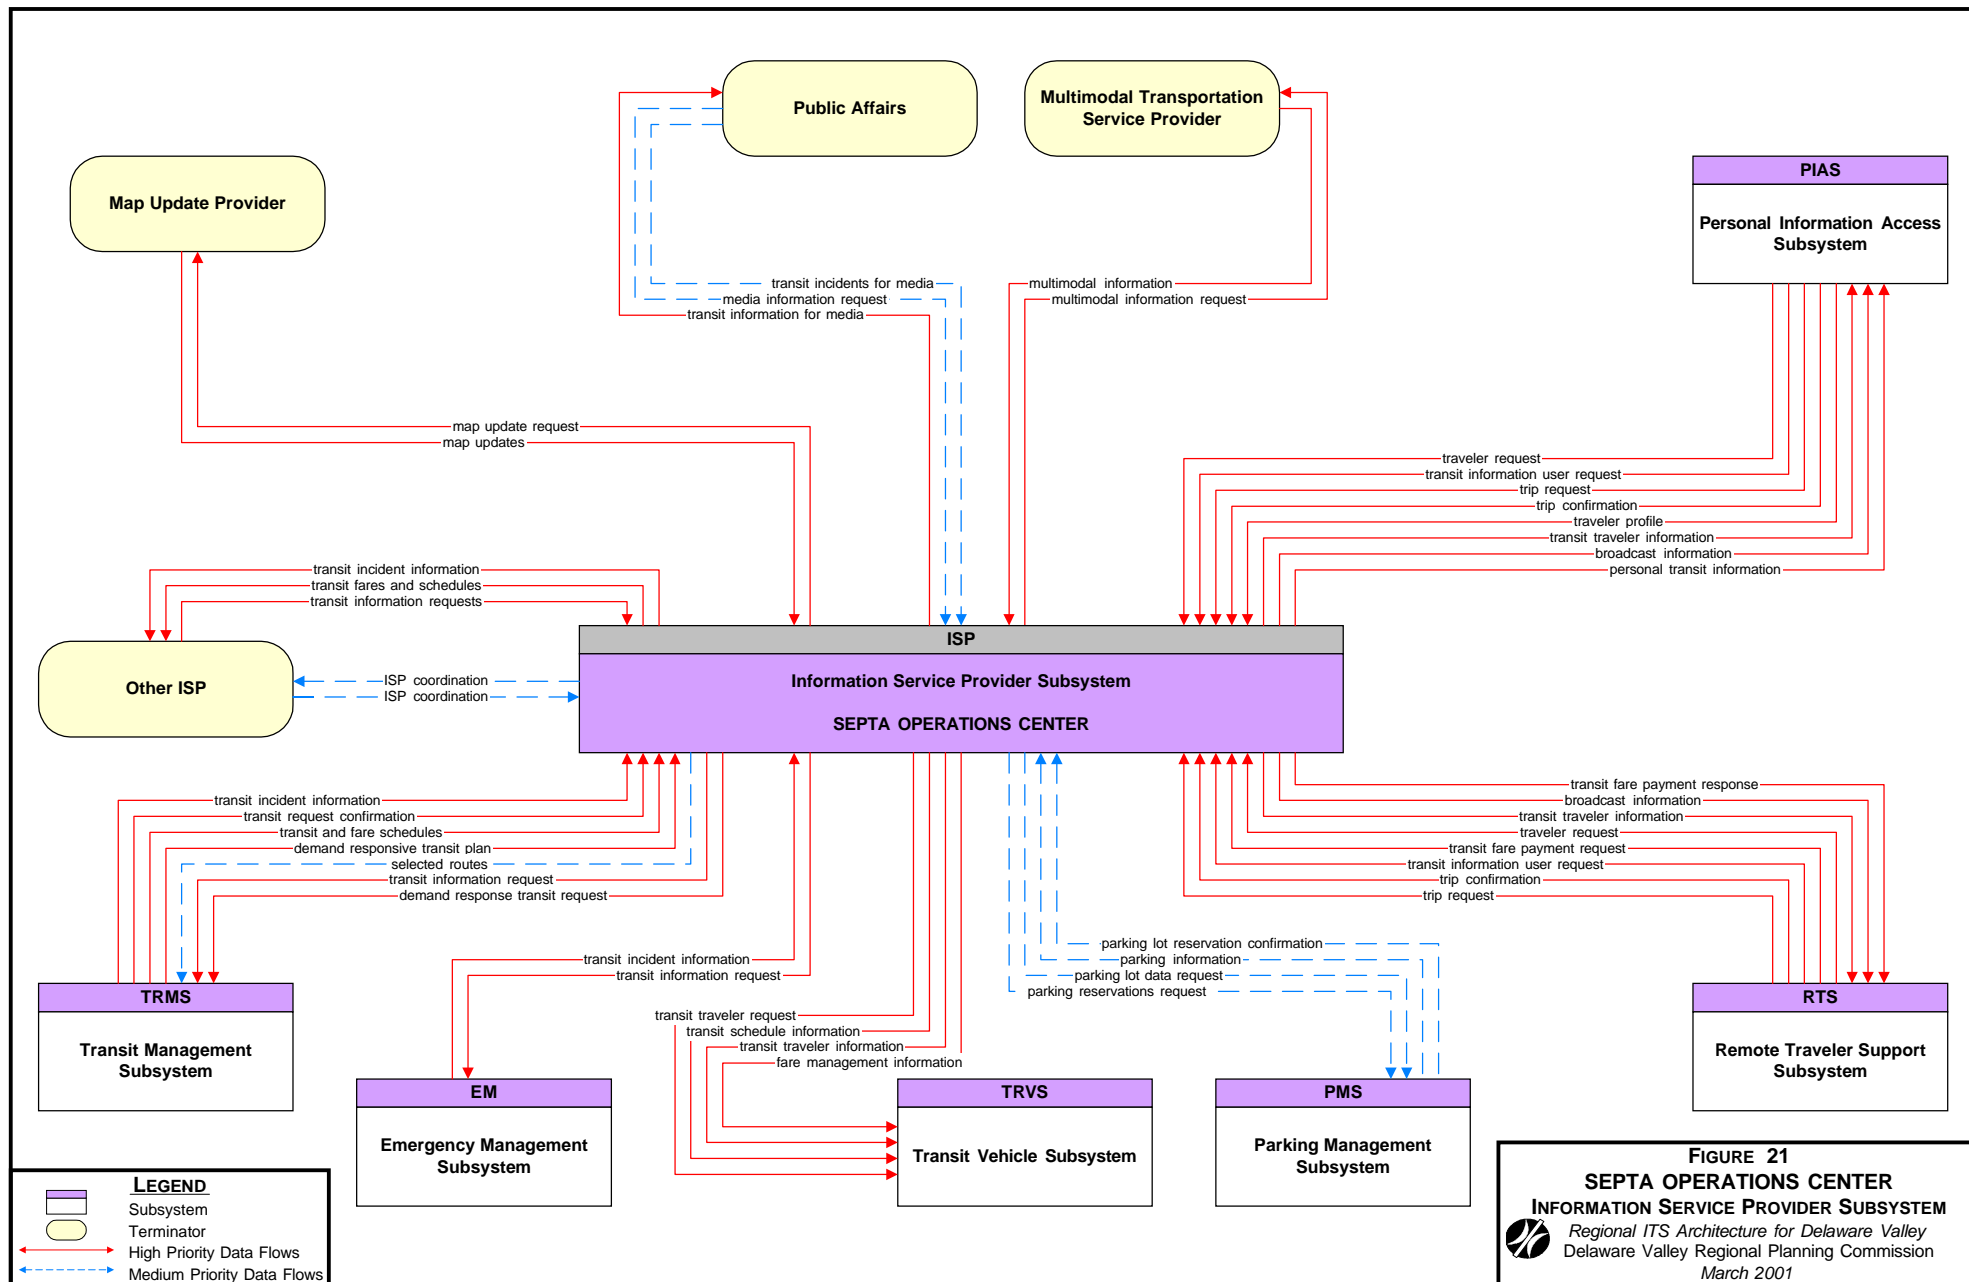 Public Affairs
Multimodal Transportation
Service Provider
Map Update Provider
PIAS
Personal Information Access
Subsystem
transit incidents for media
media information request
transit information for media
multimodal information
multimodal information request
map update request
map updates
traveler request
transit information user request
trip request
trip confirmation
traveler profile
transit traveler information
broadcast information
personal transit information
transit incident information
transit fares and schedules
transit information requests
Other ISP
ISP coordination
ISP coordination
ISP
Information Service Provider Subsystem
SEPTA OPERATIONS CENTER
transit incident information
transit request confirmation
transit and fare schedules
demand responsive transit plan
selected routes
transit information request
demand response transit request
transit fare payment response
broadcast information
transit traveler information
traveler request
transit fare payment request
transit information user request
trip confirmation
trip request
transit incident information
transit information request
parking lot reservation confirmation
parking information
parking lot data request
parking reservations request
transit traveler request
transit schedule information
transit traveler information
fare management information
TRMS
Transit Management
Subsystem
EM
Emergency Management
Subsystem
TRVS
Transit Vehicle Subsystem
PMS
Parking Management
Subsystem
RTS
Remote Traveler Support
Subsystem
LEGEND
Subsystem
Terminator
High Priority Data Flows
Medium Priority Data Flows
FIGURE 21
SEPTA OPERATIONS CENTER
INFORMATION SERVICE PROVIDER SUBSYSTEM
Regional ITS Architecture for Delaware Valley
Delaware Valley Regional Planning Commission
March 2001